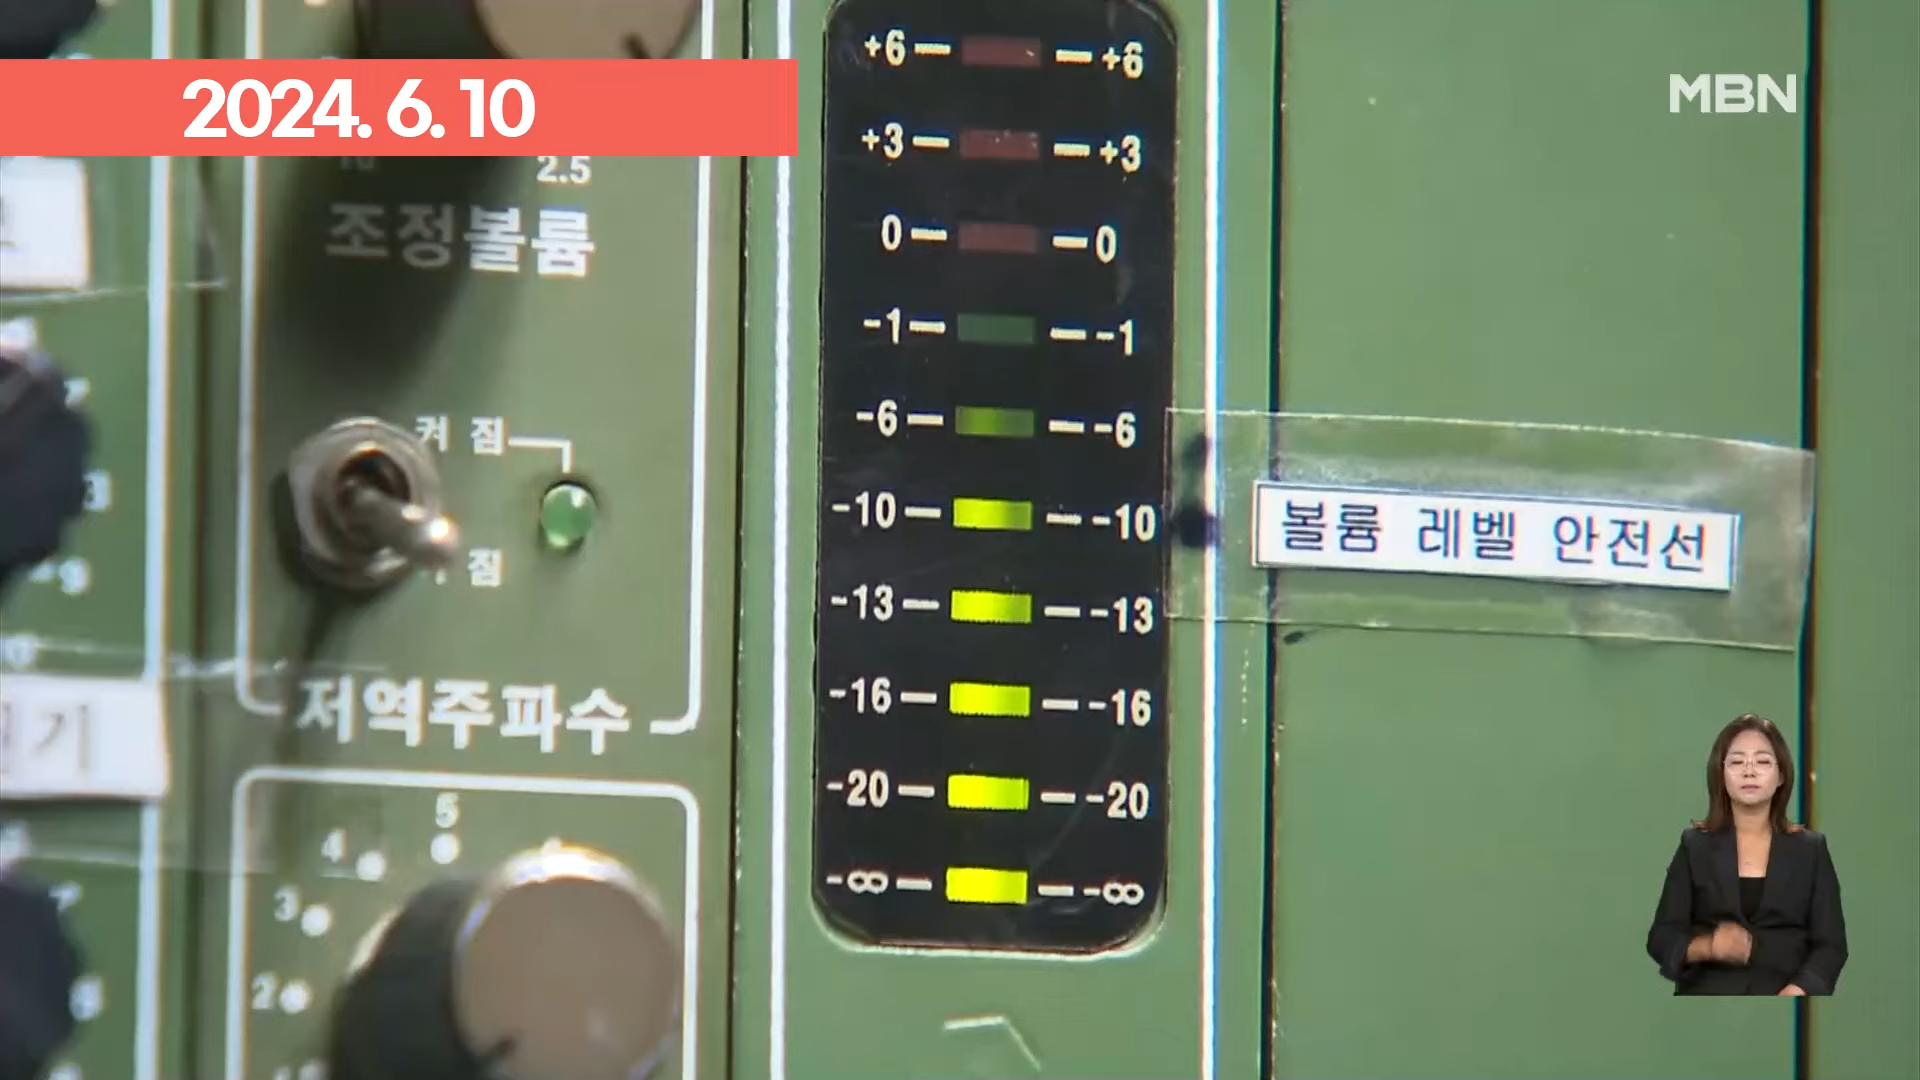 2024. 6. 10
MBN
2.5
조정볼륨
켜 짐
짐
저역주파수
5
4
3
2
+6 +6
+3 +3
0 0
-1 -1
-6 -6
-10 -10
-13 -13
-16 -16
-20 -20
-∞ -∞
볼륨 레벨 안전선